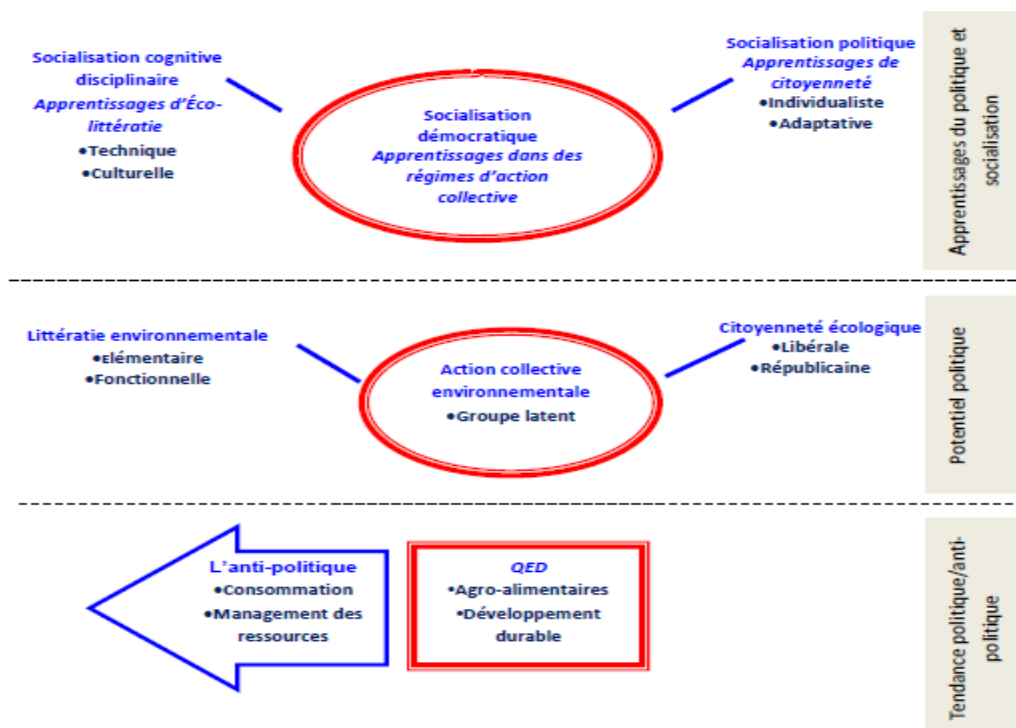 Socialisation cognitive
disciplinaire
Apprentissages d'Éco-
littératie
•Technique
•Culturelle
Socialisation
démocratique
Apprentissages dans des
régimes d'action
collective
Socialisation politique
Apprentissages de
citoyenneté
•Individualiste
•Adaptative
Apprentissages du politique et
socialisation
Littératie environnementale
•Elémentaire
•Fonctionnelle
Action collective
environnementale
•Groupe latent
Citoyenneté écologique
•Libérale
•Républicaine
Potentiel politique
L'anti-politique
•Consommation
•Management des
ressources
QED
•Agro-alimentaires
•Développement
durable
Tendance politique/anti-
politique